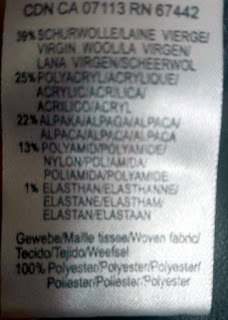 CDN CA 07113 RN 67442
39% SCHURWOLLE/LAINE VIERGE/
VIRGIN WOOL/LA VIRGEN/
LANA VIRGEN/SCHEERWOL
25% POLYACRYL/ACRYLIQUE/
ACRYLIC/ACRILICA/
ACRILICO/ACRYL
22% ALPAKA/ALPAGA/ALPACA/
ALPACA/ALPACA/ALPACA
13% POLYAMID/POLYAMIDE/
NYLON/POLIAMIDA/
POLIAMIDA/POLYAMIDE
1% ELASTHAN/ELASTHANNE/
ELASTANE/ELASTHAM/
ELASTAN/ELASTAAN
Gewebe/Maille tissee/Woven fabric/
Tecido/Tejido/Weefsel
100% Polyester/Polyester/Polyester/
Poliester/Poliester/Polyester